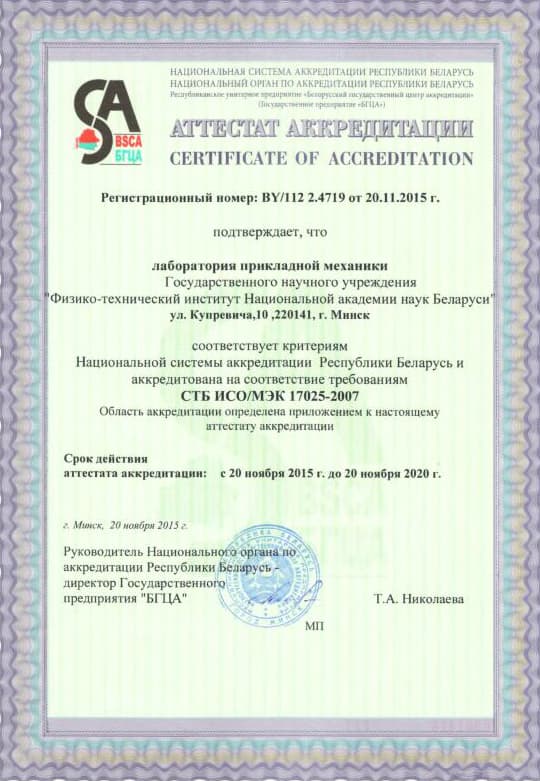 НАЦИОНАЛЬНАЯ СИСТЕМА АККРЕДИТАЦИИ РЕСПУБЛИКИ БЕЛАРУСЬ
НАЦИОНАЛЬНЫЙ ОРГАН ПО АККРЕДИТАЦИИ РЕСПУБЛИКИ БЕЛАРУСЬ
Республиканское унитарное предприятие «Белорусский государственный центр аккредитации»
(Государственное предприятие «БГЦА»)
BSCA
БГЦА
АТТЕСТАТ АККРЕДИТАЦИИ
CERTIFICATE OF ACCREDITATION
Регистрационный номер: BY/112 2.4719 от 20.11.2015 г.
подтверждает, что
лаборатория прикладной механики
Государственного научного учреждения
"Физико-технический институт Национальной академии наук Беларуси"
ул. Купревича,10 ,220141, г. Минск
соответствует критериям
Национальной системы аккредитации Республики Беларусь и
аккредитована на соответствие требованиям
СТБ ИСО/МЭК 17025-2007
Область аккредитации определена приложением к настоящему
аттестату аккредитации
Срок действия
аттестата аккредитации: с 20 ноября 2015 г. до 20 ноября 2020 г.
BSCA
БГЦА
г. Минск, 20 ноября 2015 г.
Руководитель Национального органа по
аккредитации Республики Беларусь -
директор Государственного
предприятия "БГЦА" Т.А. Николаева
МП